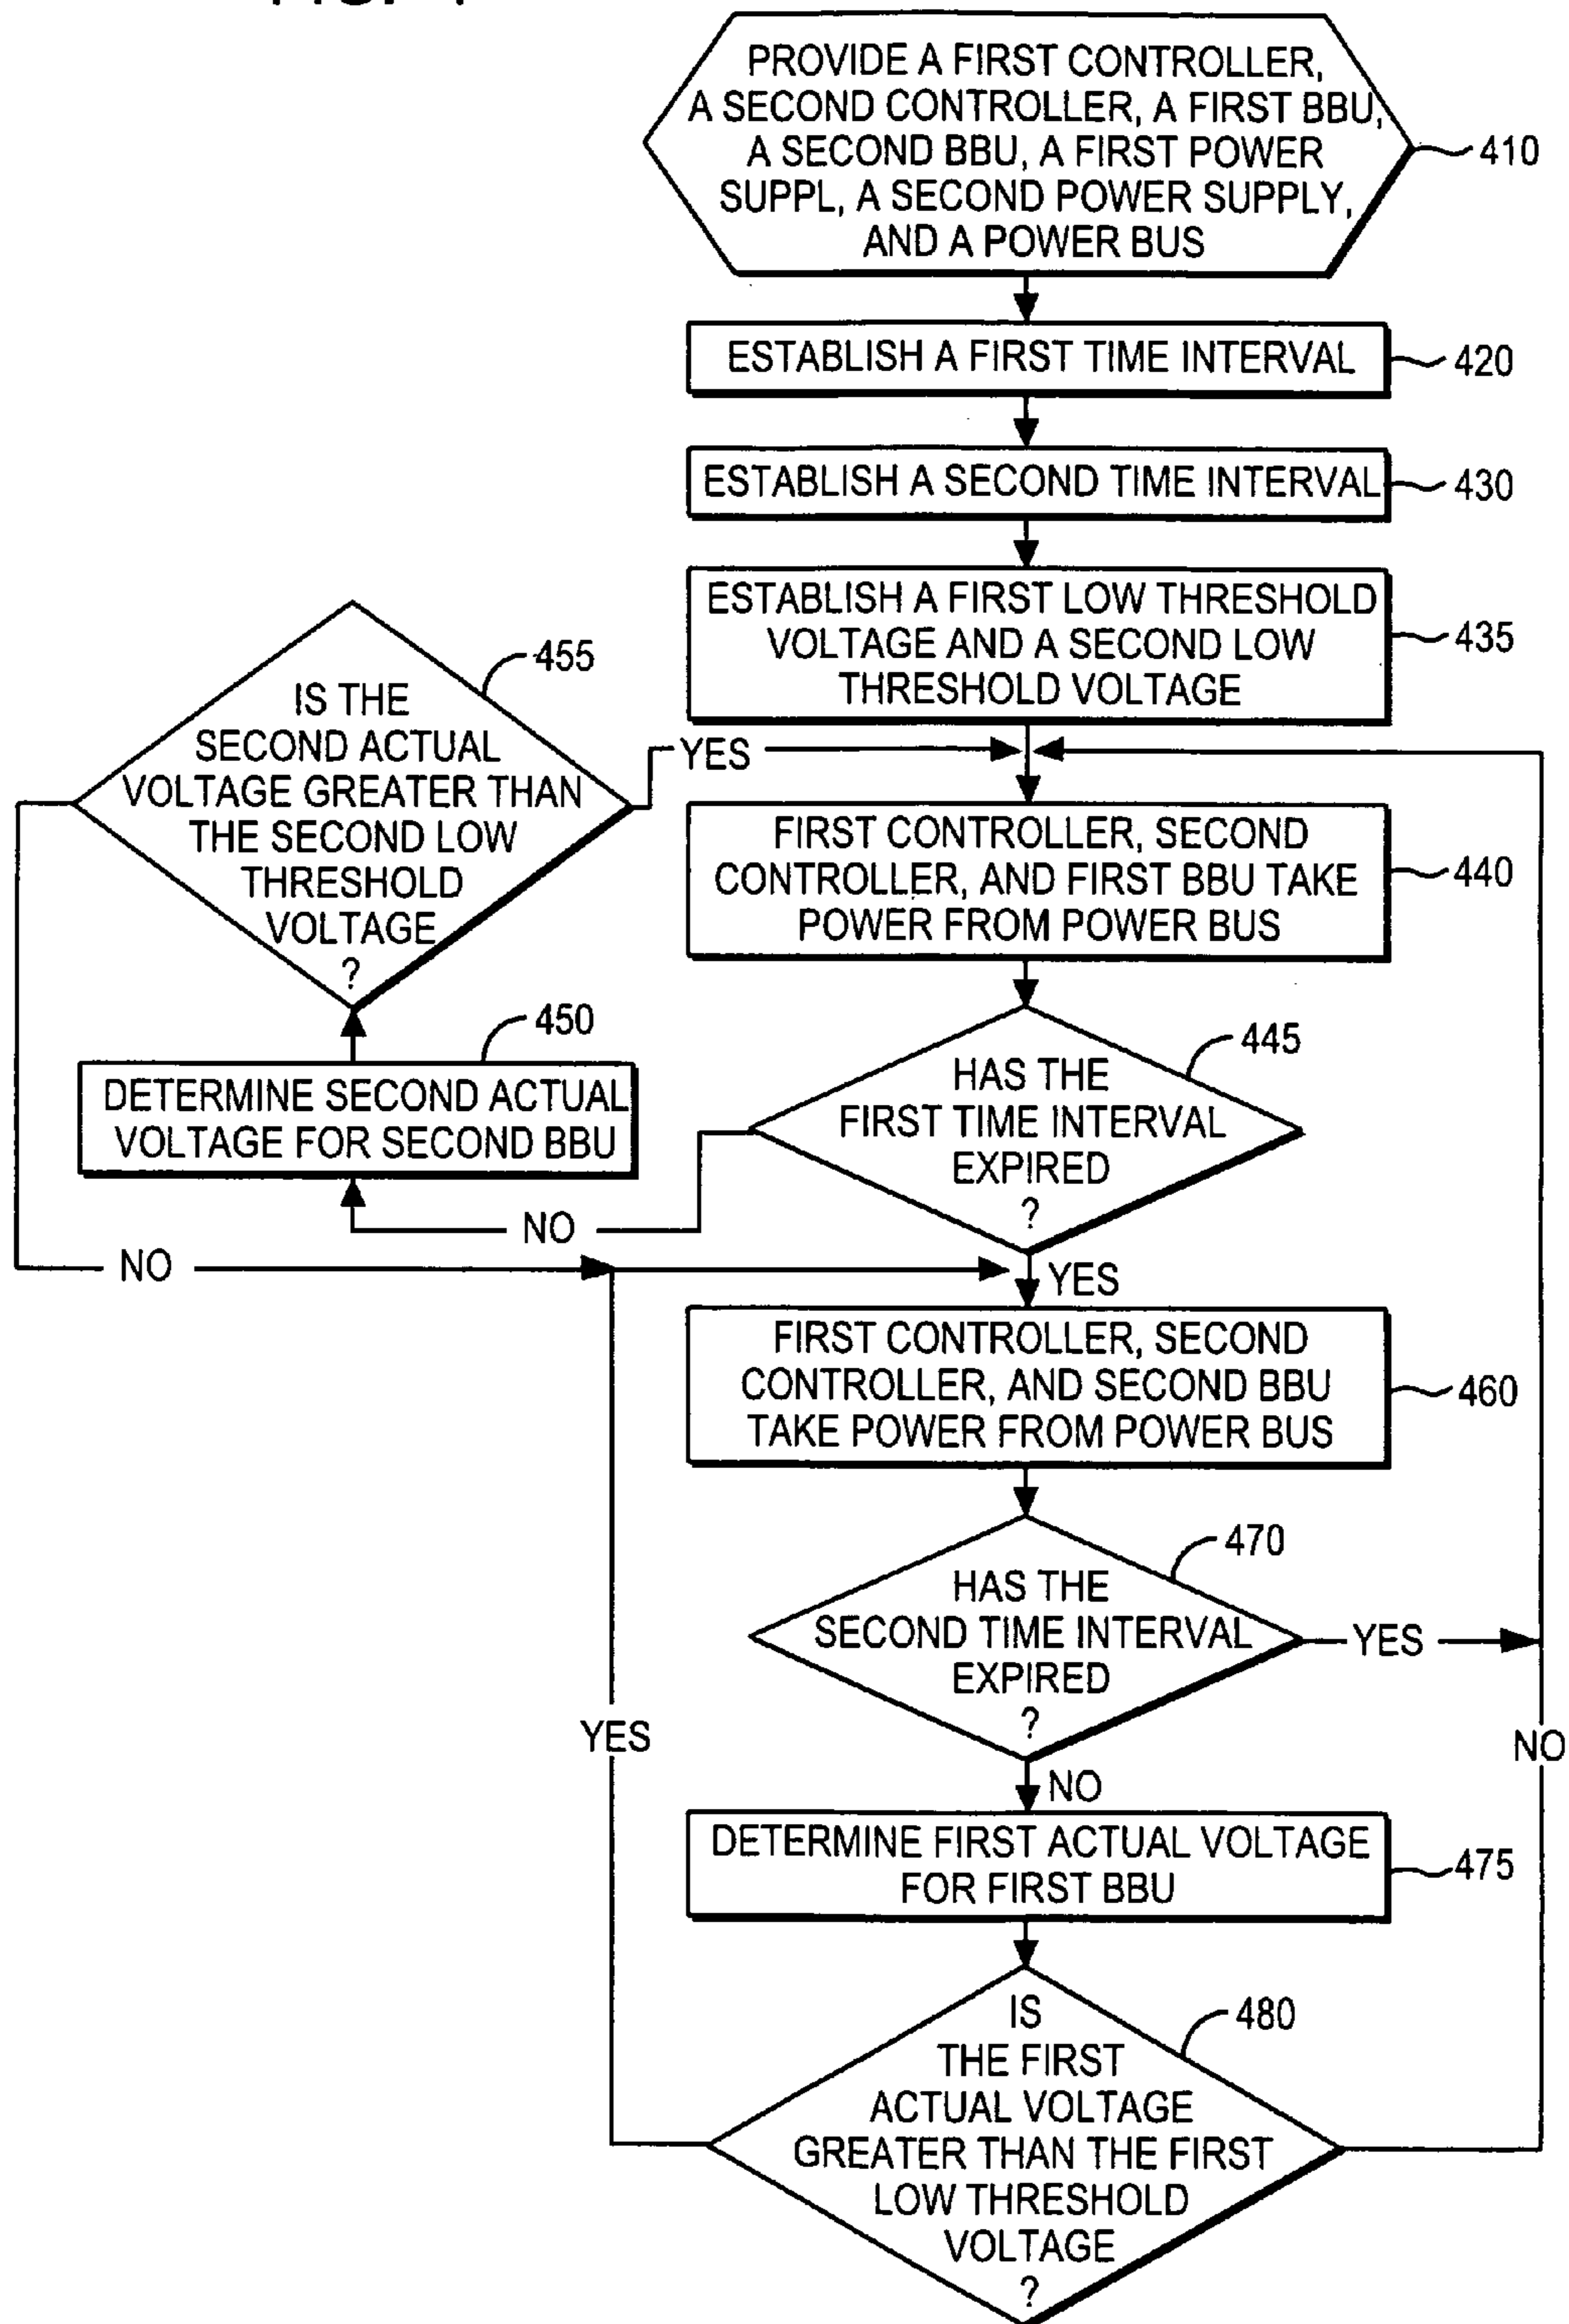 PROVIDE A FIRST CONTROLLER,
A SECOND CONTROLLER, A FIRST BBU,
A SECOND BBU, A FIRST POWER
SUPPL, A SECOND POWER SUPPLY,
AND A POWER BUS
410
ESTABLISH A FIRST TIME INTERVAL
420
ESTABLISH A SECOND TIME INTERVAL
430
ESTABLISH A FIRST LOW THRESHOLD
VOLTAGE AND A SECOND LOW
THRESHOLD VOLTAGE
435
455
IS THE
SECOND ACTUAL
VOLTAGE GREATER THAN
THE SECOND LOW
THRESHOLD
VOLTAGE
?
YES
FIRST CONTROLLER, SECOND
CONTROLLER, AND FIRST BBU TAKE
POWER FROM POWER BUS
440
450
DETERMINE SECOND ACTUAL
VOLTAGE FOR SECOND BBU
445
HAS THE
FIRST TIME INTERVAL
EXPIRED
?
NO
NO
YES
FIRST CONTROLLER, SECOND
CONTROLLER, AND SECOND BBU
TAKE POWER FROM POWER BUS
460
470
HAS THE
SECOND TIME INTERVAL
EXPIRED
?
YES
YES
NO
NO
DETERMINE FIRST ACTUAL VOLTAGE
FOR FIRST BBU
475
480
IS
THE FIRST
ACTUAL VOLTAGE
GREATER THAN THE FIRST
LOW THRESHOLD
VOLTAGE
?